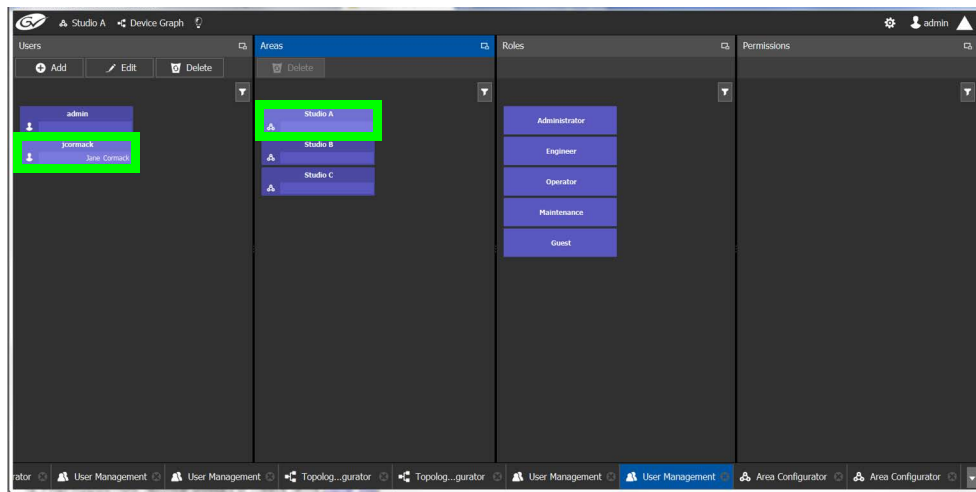 GV Studio A Device Graph admin
Users Areas Roles Permissions
Add Edit Delete Delete
admin
jcormack
Jane Cormack
Studio A
Studio B
Studio C
Administrator
Engineer
Operator
Maintenance
Guest
rator User Management User Management Topolog...gurator Topolog...gurator User Management User Management Area Configurator Area Configurator